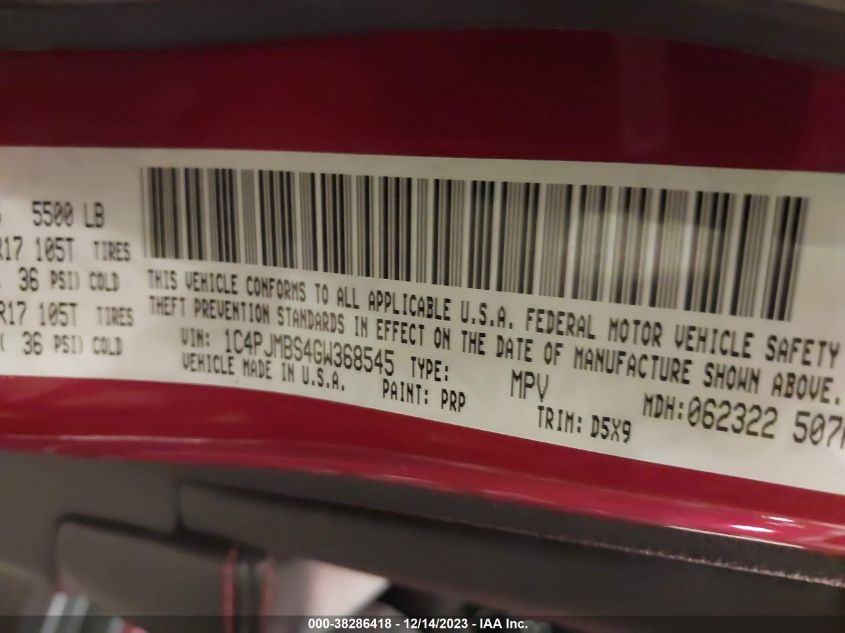 5500 LB
R17 105T TIRES
36 PSI) COLD
R17 105T TIRES
( 36 PSI) COLD
THIS VEHICLE CONFORMS TO ALL APPLICABLE U.S.A. FEDERAL MOTOR VEHICLE SAFETY
THEFT PREVENTION STANDARDS IN EFFECT ON THE DATE OF MANUFACTURE SHOWN ABOVE.
VIN: 1C4PJMBS4GW368545 TYPE: MPV MDH:062322 507
VEHICLE MADE IN U.S.A. PAINT: PRP TRIM: D5X9
000-38286418 - 12/14/2023 - IAA Inc.